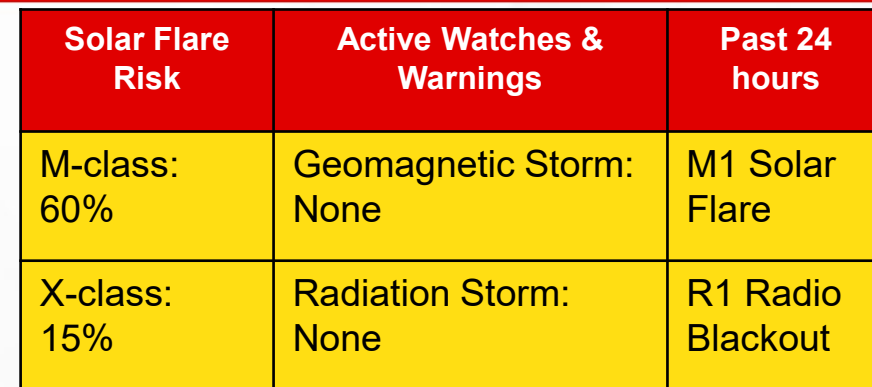 Solar Flare
Risk
Active Watches &
Warnings
Past 24
hours
M-class:
60%
Geomagnetic Storm:
None
M1 Solar
Flare
X-class:
15%
Radiation Storm:
None
R1 Radio
Blackout